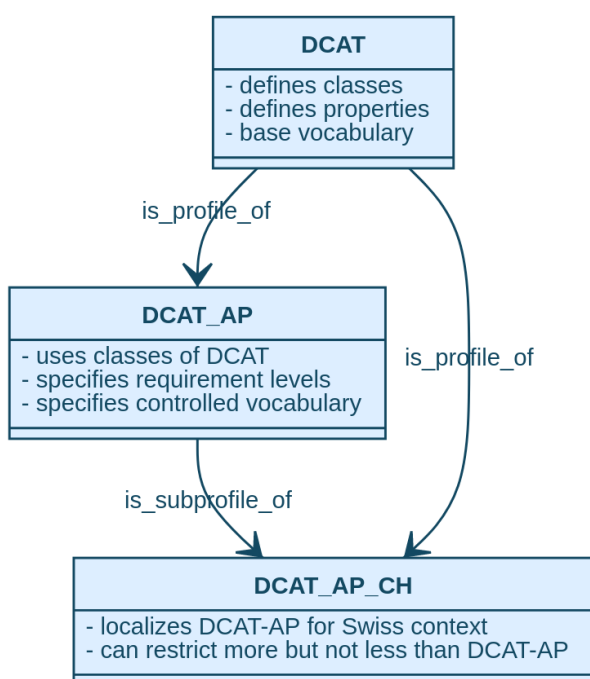 DCAT
- defines classes
- defines properties
- base vocabulary
is_profile_of
DCAT_AP
- uses classes of DCAT
- specifies requirement levels
- specifies controlled vocabulary
is_profile_of
is_subprofile_of
DCAT_AP_CH
- localizes DCAT-AP for Swiss context
- can restrict more but not less than DCAT-AP